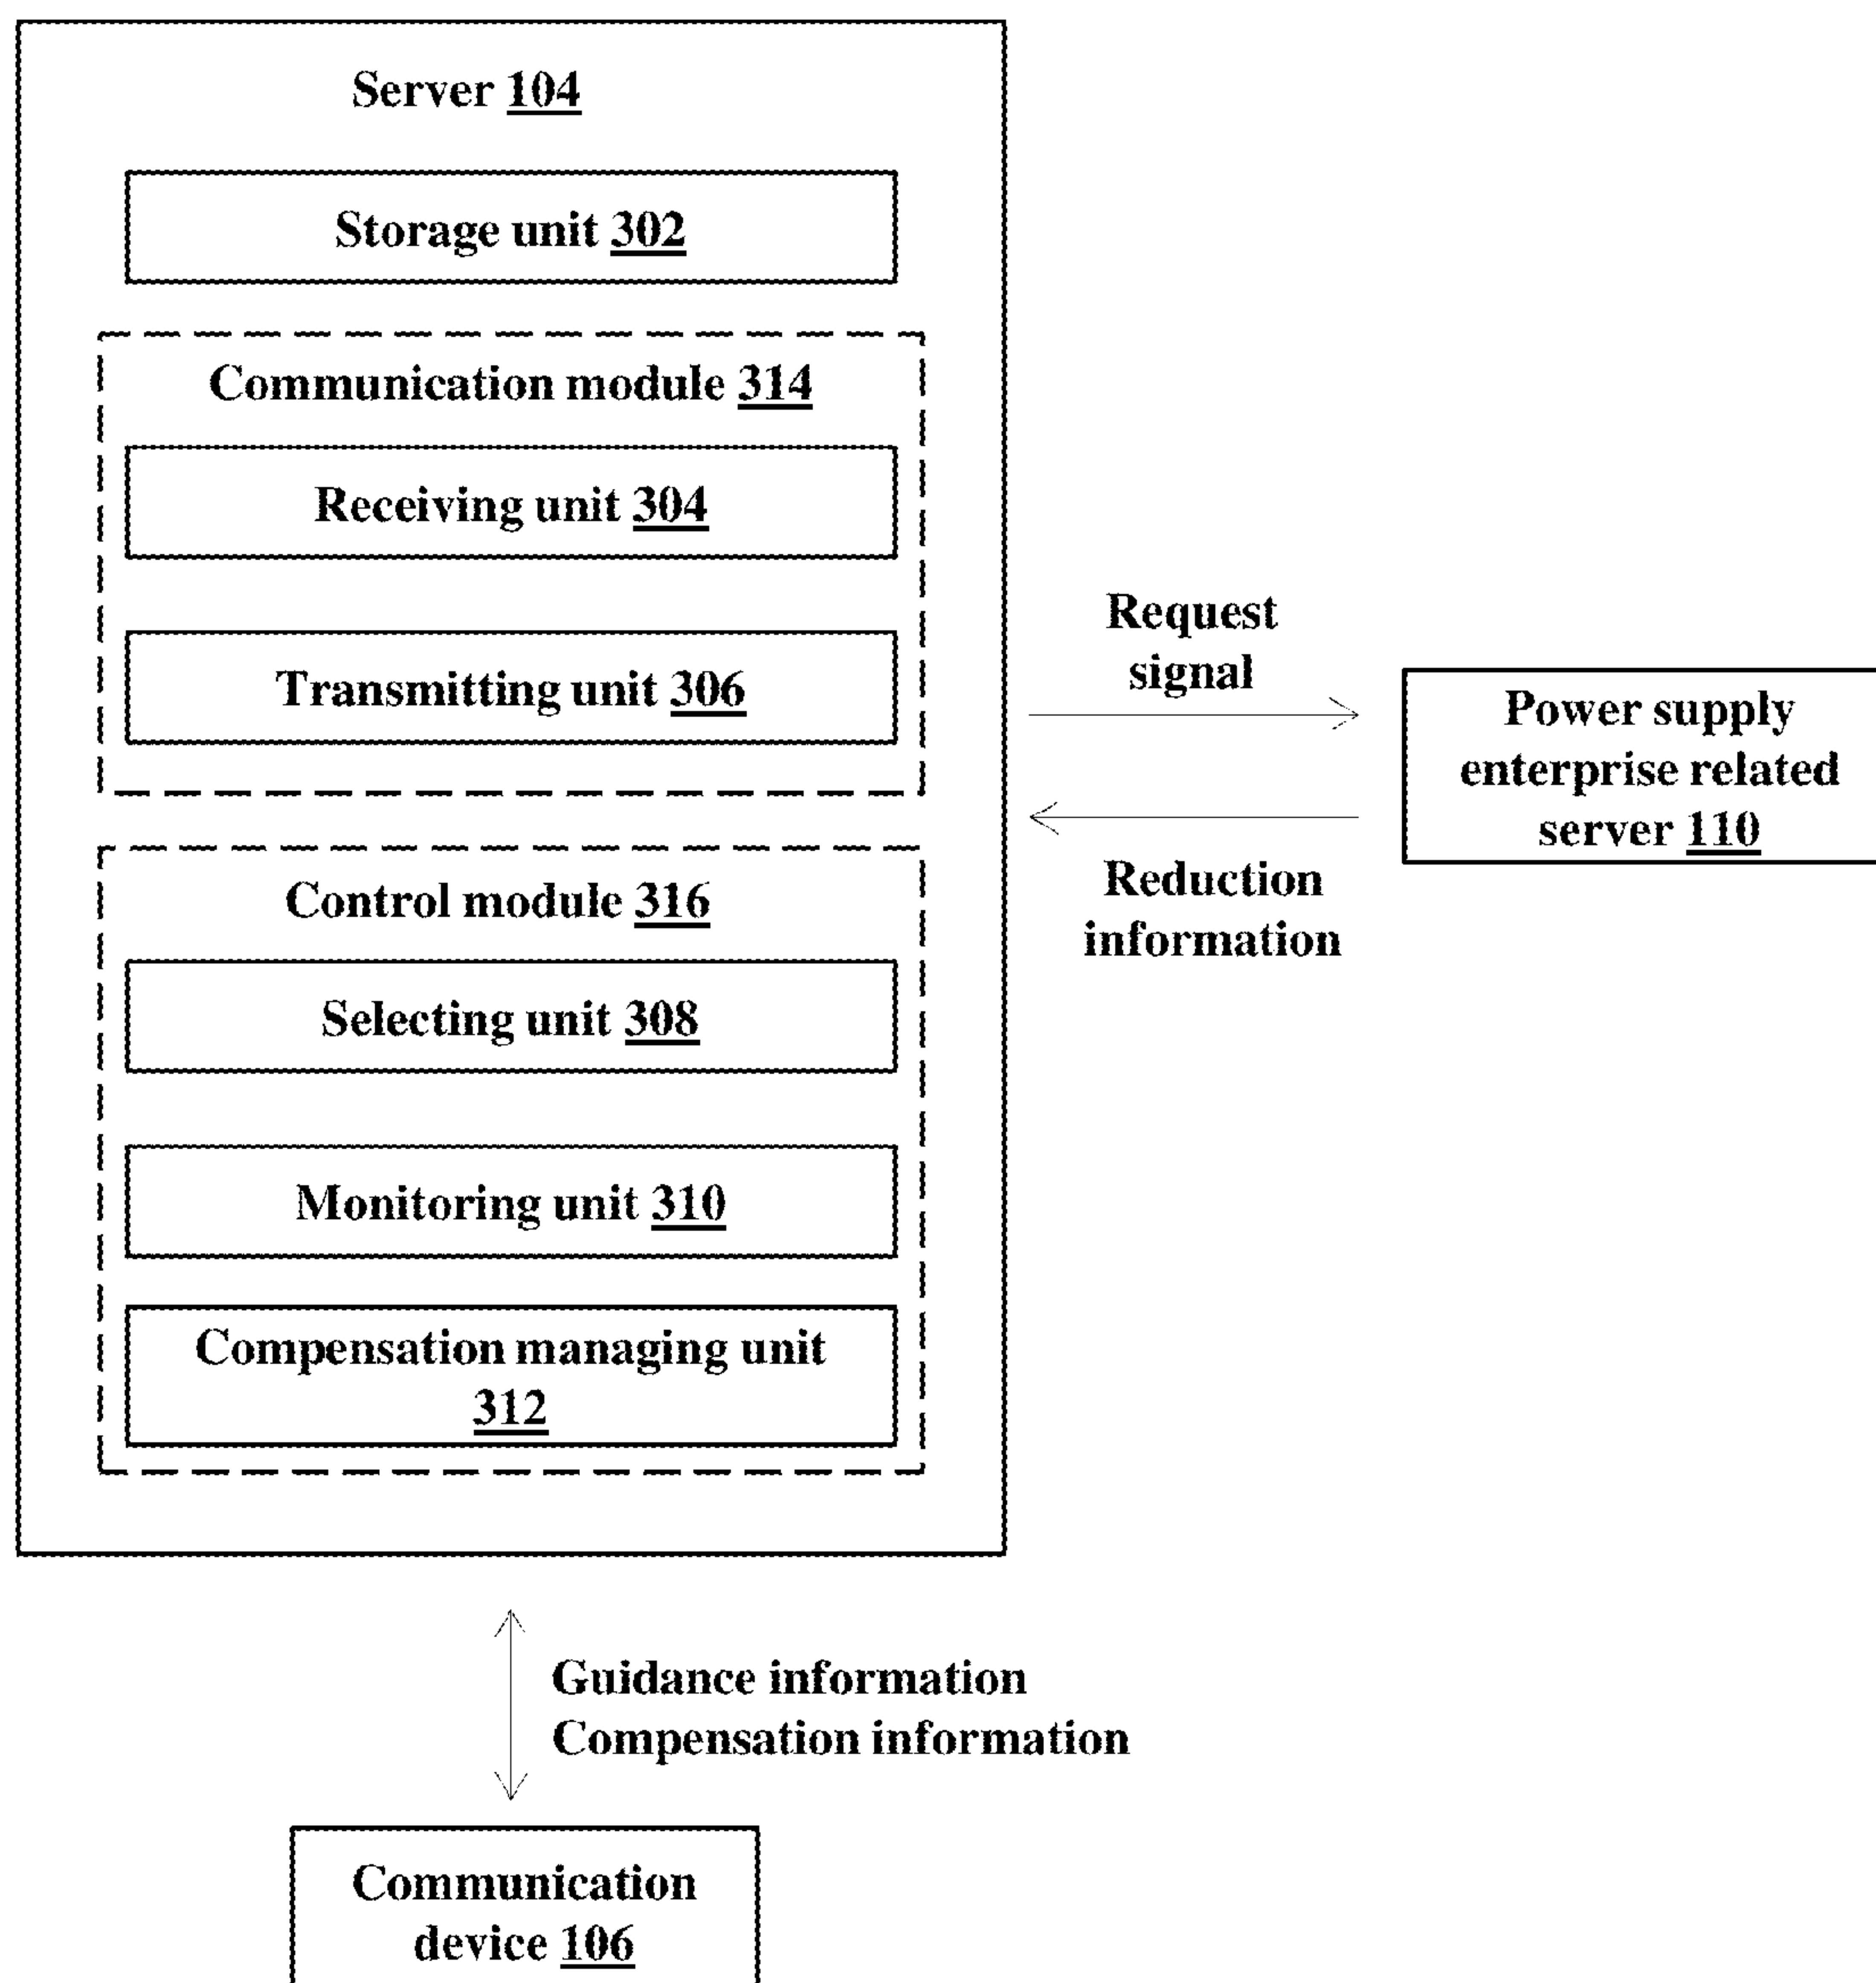 Server 104
Storage unit 302
Communication module 314
Receiving unit 304
Transmitting unit 306
Control module 316
Selecting unit 308
Monitoring unit 310
Compensation managing unit
312
Request
signal
Reduction
information
Power supply
enterprise related
server 110
Guidance information
Compensation information
Communication
device 106